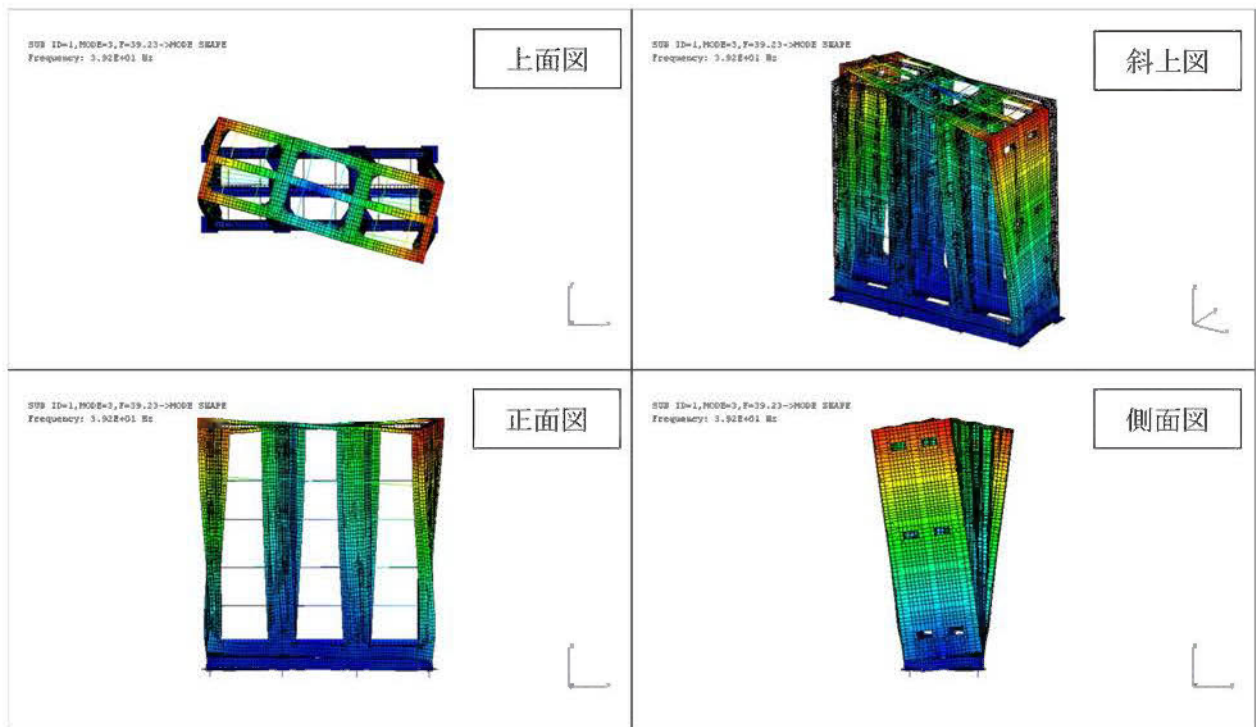 SUB ID=1,MODE=3,F=39.23->MODE SHAPE
Frequency: 3.92E+01 Hz
上面図
SUB ID=1,MODE=3,F=39.23->MODE SHAPE
Frequency: 3.92E+01 Hz
斜上図
SUB ID=1,MODE=3,F=39.23->MODE SHAPE
Frequency: 3.92E+01 Hz
正面図
SUB ID=1,MODE=3,F=39.23->MODE SHAPE
Frequency: 3.92E+01 Hz
側面図